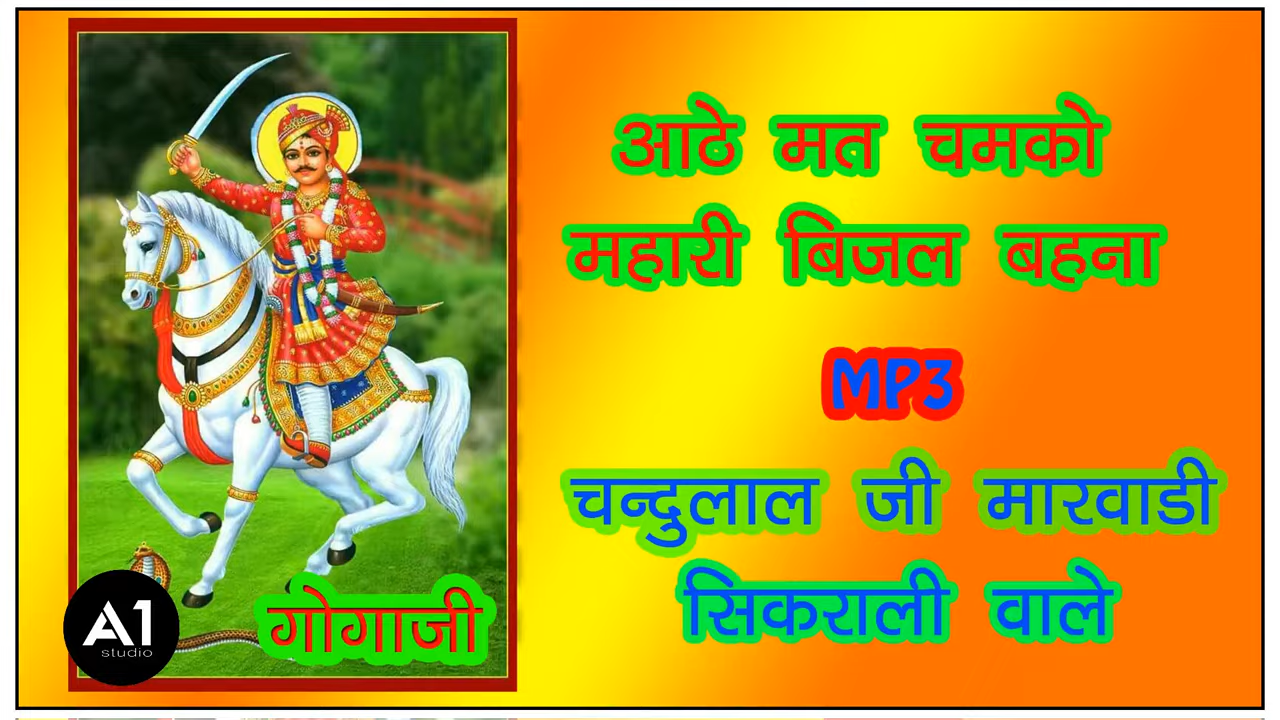 आठे मत चमको
महारी बिजल बहना
MP3
चन्दुलाल जी मारवाडी
सिकराली वाले
गोगाजी
A1
studio